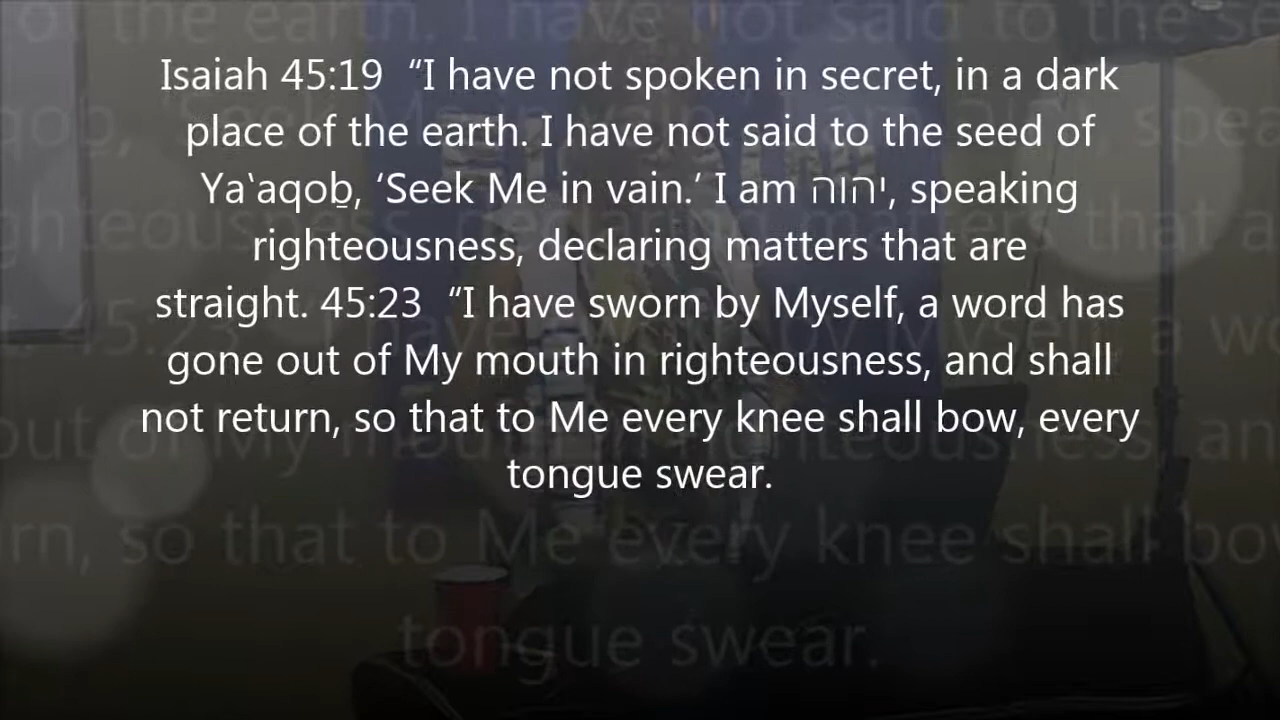 Isaiah 45:19  “I have not spoken in secret, in a dark
place of the earth. I have not said to the seed of
Ya‛aqoḇ, ‘Seek Me in vain.’ I am יהוה, speaking
righteousness, declaring matters that are
straight. 45:23  “I have sworn by Myself, a word has
gone out of My mouth in righteousness, and shall
not return, so that to Me every knee shall bow, every
tongue swear.